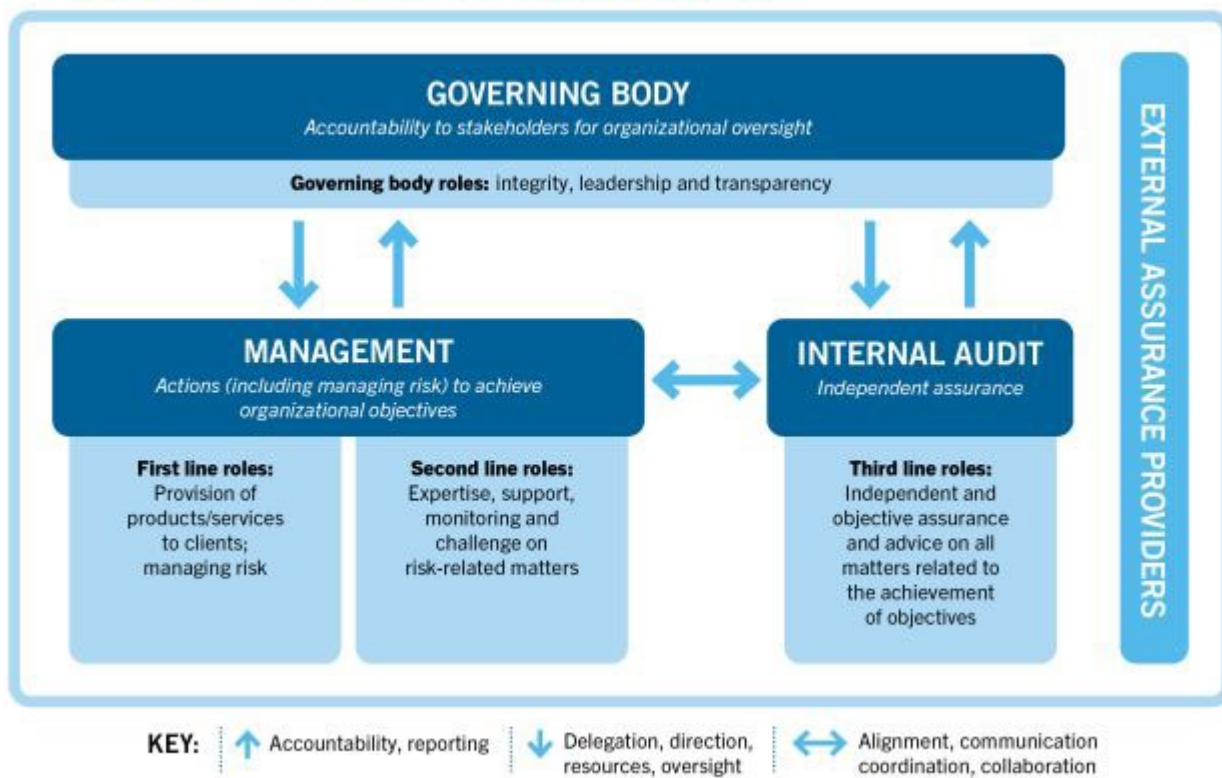 GOVERNING BODY
Accountability to stakeholders for organizational oversight
Governing body roles: integrity, leadership and transparency
MANAGEMENT
Actions (including managing risk) to achieve
organizational objectives
First line roles:
Provision of
products/services
to clients;
managing risk
Second line roles:
Expertise, support,
monitoring and
challenge on
risk-related matters
INTERNAL AUDIT
Independent assurance
Third line roles:
Independent and
objective assurance
and advice on all
matters related to
the achievement
of objectives
EXTERNAL ASSURANCE PROVIDERS
KEY:
Accountability, reporting
Delegation, direction,
resources, oversight
Alignment, communication
coordination, collaboration